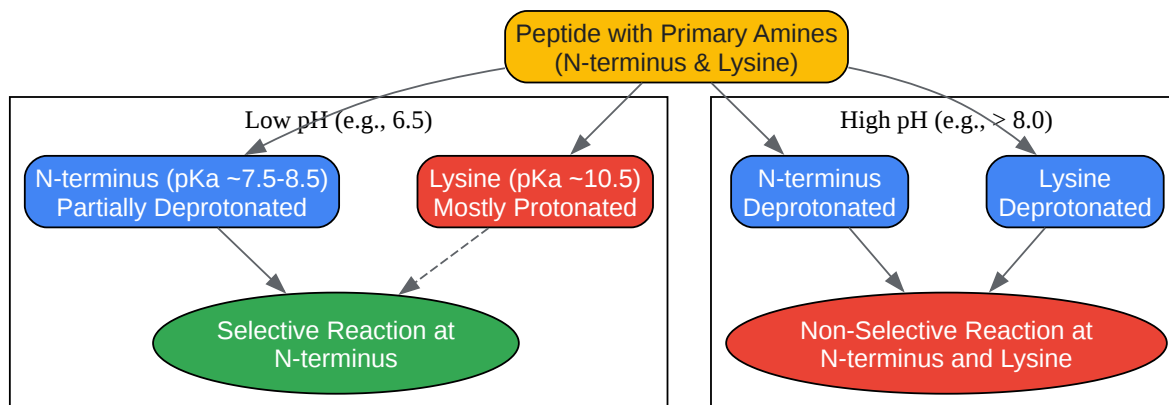 Peptide with Primary Amines
(N-terminus & Lysine)
Low pH (e.g., 6.5)
High pH (e.g., > 8.0)
N-terminus (pKa ~7.5-8.5)
Partially Deprotonated
Lysine (pKa ~10.5)
Mostly Protonated
N-terminus
Deprotonated
Lysine
Deprotonated
Selective Reaction at
N-terminus
Non-Selective Reaction at
N-terminus and Lysine